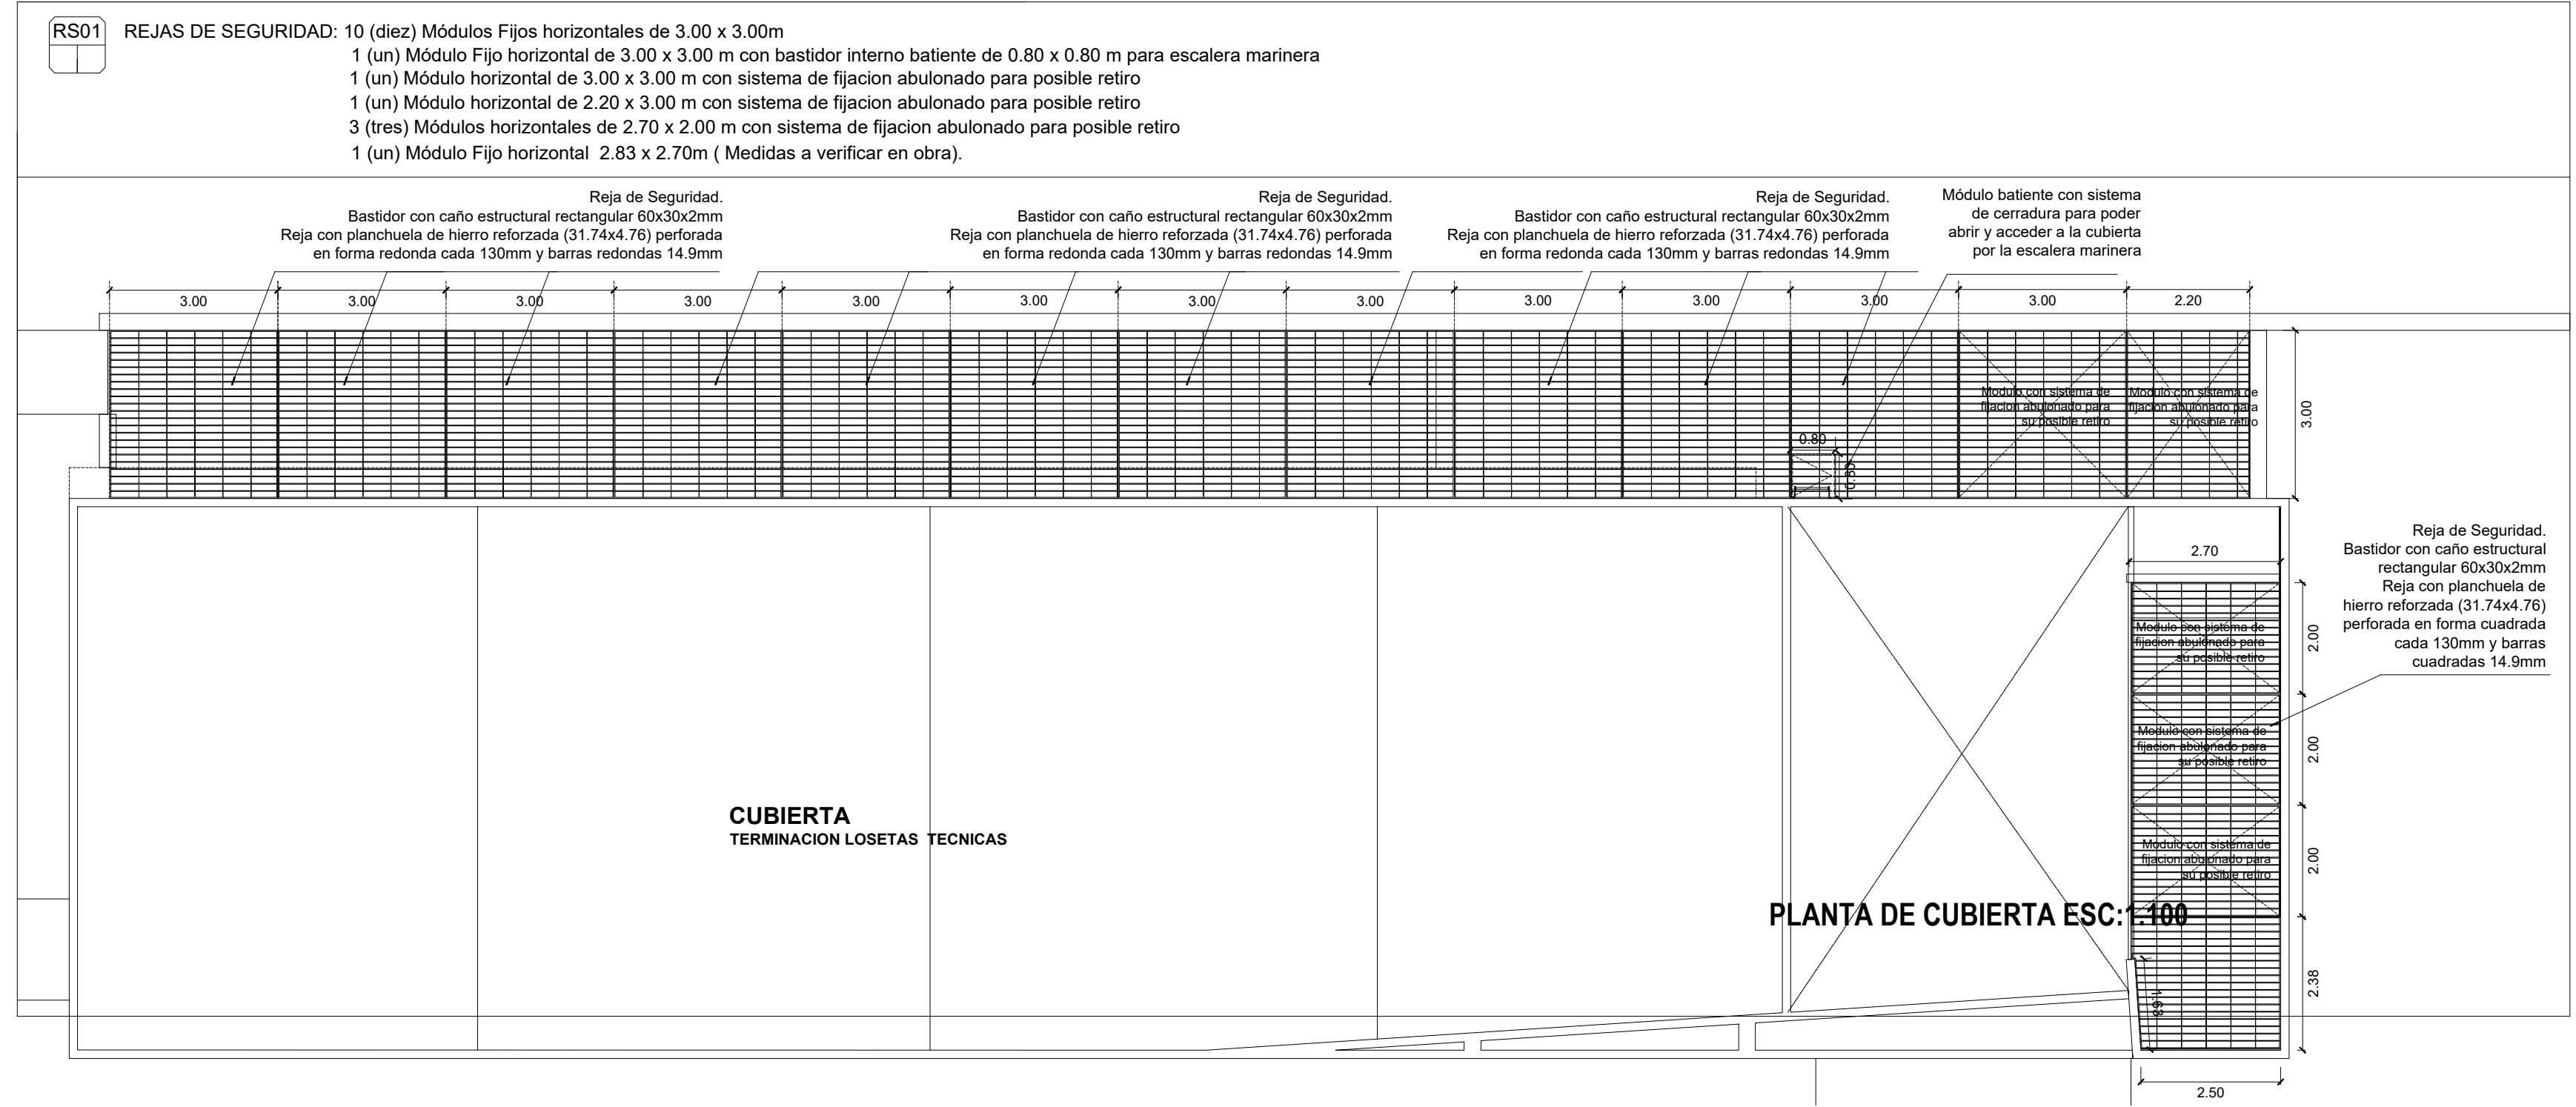 RS01
REJAS DE SEGURIDAD: 10 (diez) Módulos Fijos horizontales de 3.00 x 3.00m
1 (un) Módulo Fijo horizontal de 3.00 x 3.00 m con bastidor interno batiente de 0.80 x 0.80 m para escalera marinera
1 (un) Módulo horizontal de 3.00 x 3.00 m con sistema de fijacion abulonado para posible retiro
1 (un) Módulo horizontal de 2.20 x 3.00 m con sistema de fijacion abulonado para posible retiro
3 (tres) Módulos horizontales de 2.70 x 2.00 m con sistema de fijacion abulonado para posible retiro
1 (un) Módulo Fijo horizontal 2.83 x 2.70m ( Medidas a verificar en obra).
Reja de Seguridad.
Bastidor con caño estructural rectangular 60x30x2mm
Reja con planchuela de hierro reforzada (31.74x4.76) perforada
en forma redonda cada 130mm y barras redondas 14.9mm
Reja de Seguridad.
Bastidor con caño estructural rectangular 60x30x2mm
Reja con planchuela de hierro reforzada (31.74x4.76) perforada
en forma redonda cada 130mm y barras redondas 14.9mm
Reja de Seguridad.
Bastidor con caño estructural rectangular 60x30x2mm
Reja con planchuela de hierro reforzada (31.74x4.76) perforada
en forma redonda cada 130mm y barras redondas 14.9mm
Módulo batiente con sistema
de cerradura para poder
abrir y acceder a la cubierta
por la escalera marinera
3.00
3.00
3.00
3.00
3.00
3.00
3.00
3.00
3.00
3.00
3.00
3.00
2.20
Modulo con sistema de
fijacion abulonado para
su posible retiro
Modulo con sistema de
fijacion abulonado para
su posible retiro
3.00
0.80
0.80
2.70
Reja de Seguridad.
Bastidor con caño estructural
rectangular 60x30x2mm
Reja con planchuela de
hierro reforzada (31.74x4.76)
perforada en forma cuadrada
cada 130mm y barras
cuadradas 14.9mm
Modulo con sistema de
fijacion abulonado para
su posible retiro
2.00
Modulo con sistema de
fijacion abulonado para
su posible retiro
2.00
Modulo con sistema de
fijacion abulonado para
su posible retiro
2.00
CUBIERTA
TERMINACION LOSETAS TECNICAS
PLANTA DE CUBIERTA ESC:1.100
2.38
1.63
2.50